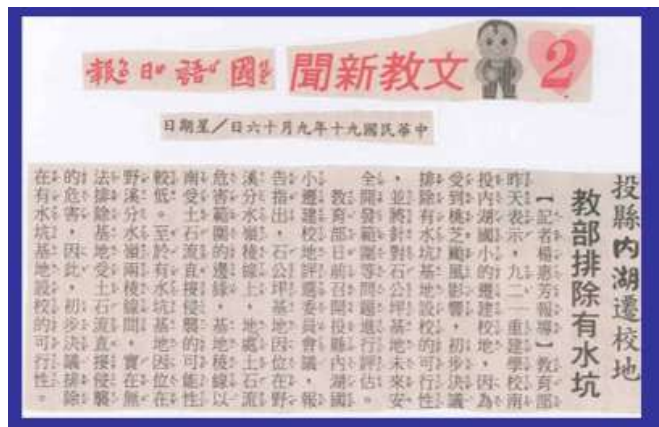 2
文教新聞
國語日報
中華民國九十年九月十六日/星期日
投縣內湖遷校地
教部排除有水坑
【記者楊惠芳報導】教育部
昨天表示,九二一重建學校南
投內湖國小的遷建校地,因為
受到桃芝颱風影響,初步決議
排除有水坑基地設校的可行性
,並將針對石公坪基地未來安
全開發範圍等問題進行評估。
教育部日前召開投縣內湖國
小遷建校地評選委員會議,報
告指出,石公坪基地因位在野
溪分水嶺稜線上,地處土石流
危害範圍的邊緣,基地稜線以
南受土石流直接侵襲的可能性
較低。至於有水坑基地因位在
野溪分水嶺兩稜線間,實在無
法排除基地受土石流直接侵襲
的危害,因此,初步決議排除
在有水坑基地設校的可行性。